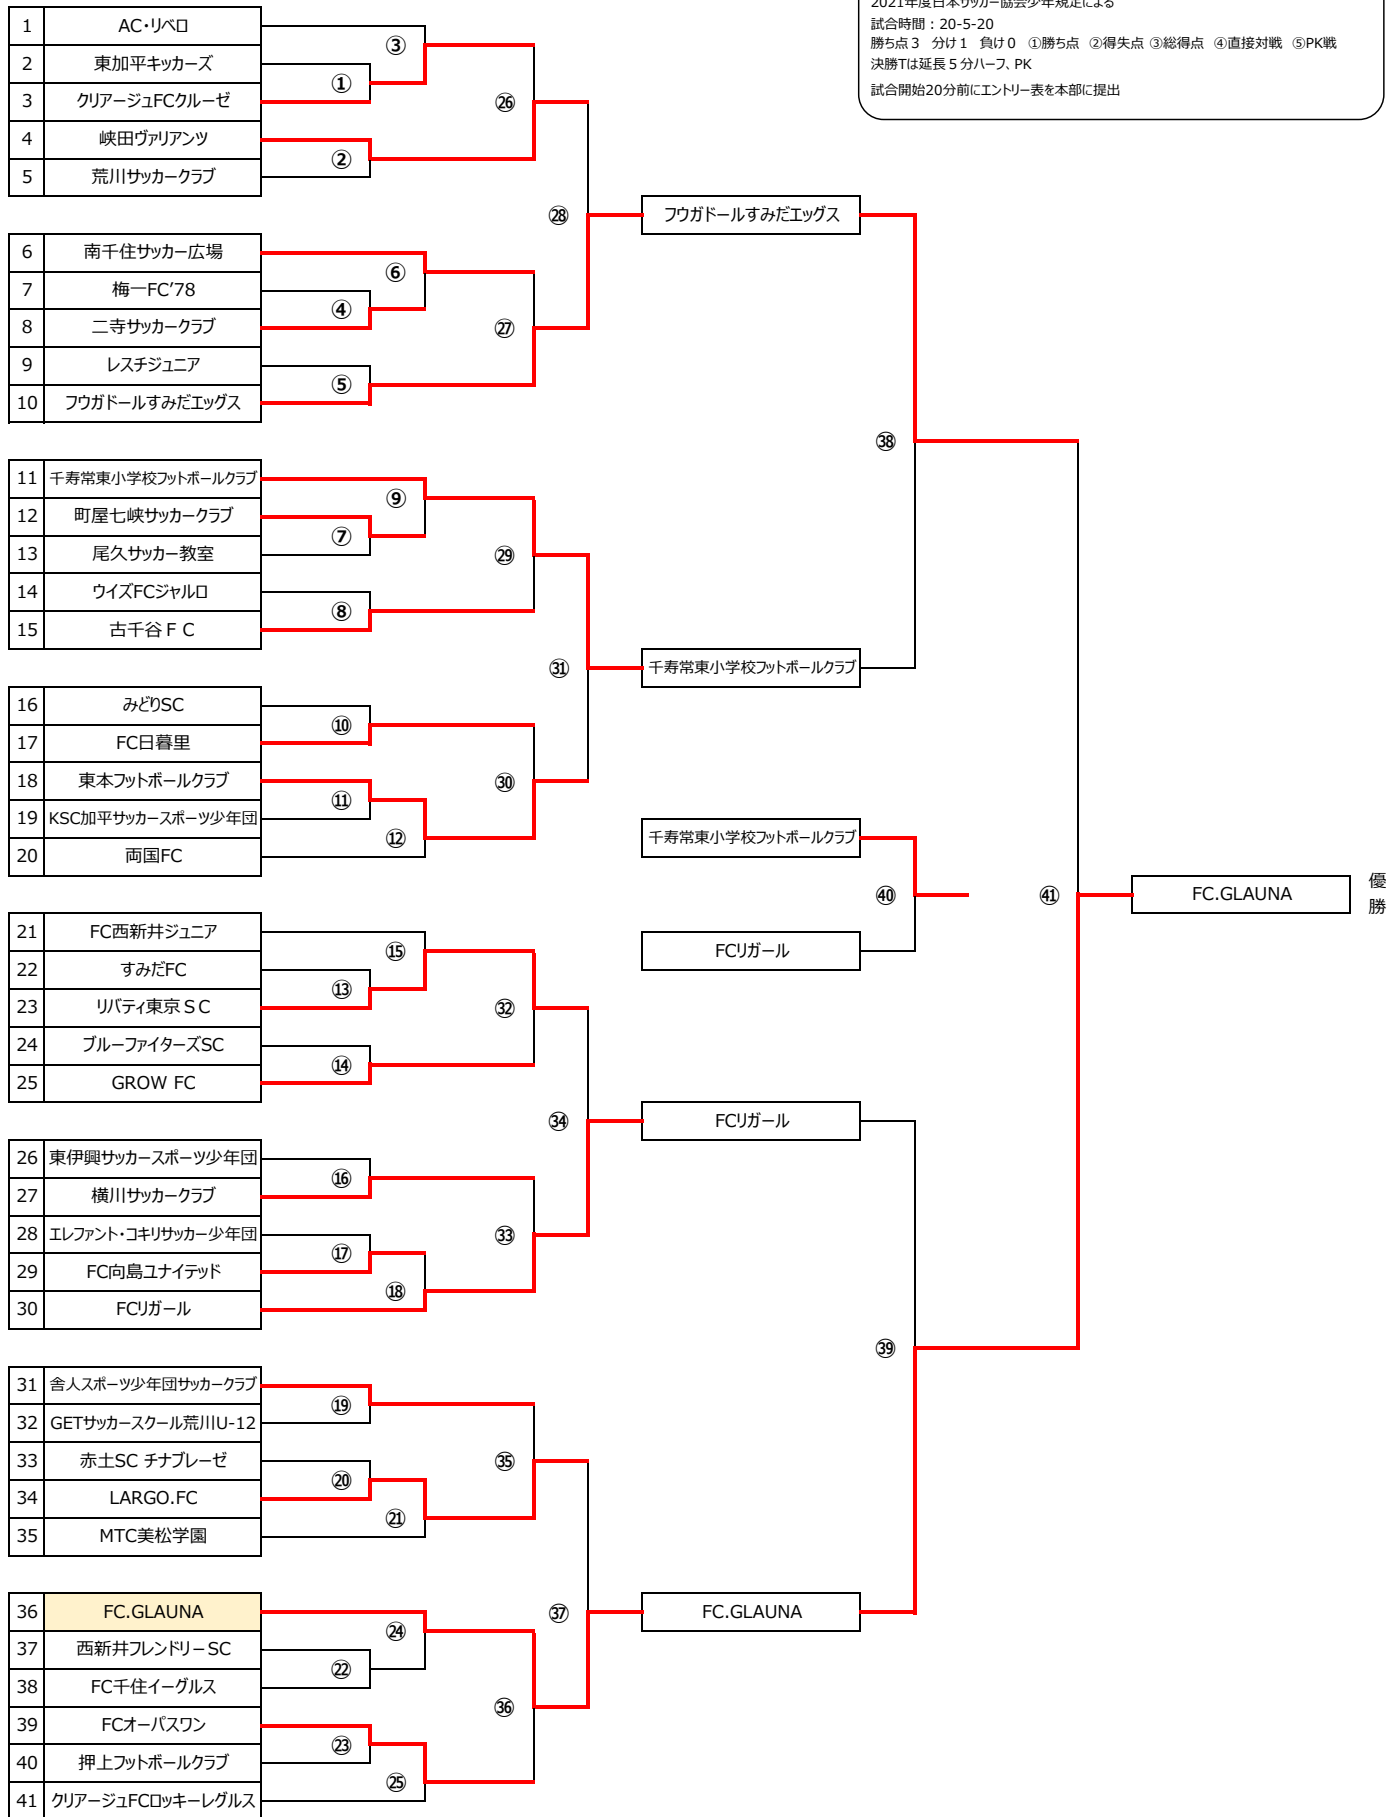 2021年度日本サッカー協会少年規定による
試合時間：20-5-20
勝ち点３ 分け１ 負け０ ①勝ち点 ②得失点 ③総得点 ④直接対戦 ⑤PK戦
決勝Tは延長５分ハーフ、PK
試合開始20分前にエントリー表を本部に提出
1 AC・リベロ
2 東加平キッカーズ
3 クリアージュFCクルーゼ
4 峡田ヴァリアンツ
5 荒川サッカークラブ
③
①
②
㉖
㉘
フウガドールすみだエッグス
6 南千住サッカー広場
7 梅一FC'78
8 二寺サッカークラブ
9 レスチジュニア
10 フウガドールすみだエッグス
⑥
④
⑤
㉗
㊳
11 千寿常東小学校フットボールクラブ
12 町屋七峡サッカークラブ
13 尾久サッカー教室
14 ウイズFCジャルロ
15 古千谷ＦＣ
⑨
⑦
⑧
㉙
㉛
千寿常東小学校フットボールクラブ
16 みどりSC
17 FC日暮里
18 東本フットボールクラブ
19 KSC加平サッカースポーツ少年団
20 両国FC
⑩
⑪
⑫
㉚
千寿常東小学校フットボールクラブ
㊵
FCリガール
㊶
FC.GLAUNA
優勝
21 FC西新井ジュニア
22 すみだFC
23 リバティ東京ＳＣ
24 ブルーファイターズSC
25 GROW FC
⑮
⑬
⑭
㉜
㉞
FCリガール
26 東伊興サッカースポーツ少年団
27 横川サッカークラブ
28 エレファント・コキリサッカー少年団
29 FC向島ユナイテッド
30 FCリガール
⑯
⑰
⑱
㉝
㊴
31 舎人スポーツ少年団サッカークラブ
32 GETサッカースクール荒川U-12
33 赤土SC チナブレーゼ
34 LARGO.FC
35 MTC美松学園
⑲
⑳
㉑
㉟
㊲
FC.GLAUNA
36 FC.GLAUNA
37 西新井フレンドリーSC
38 FC千住イーグルス
39 FCオーパスワン
40 押上フットボールクラブ
41 クリアージュFCロッキーレグルス
㉔
㉒
㉓
㉕
㊱